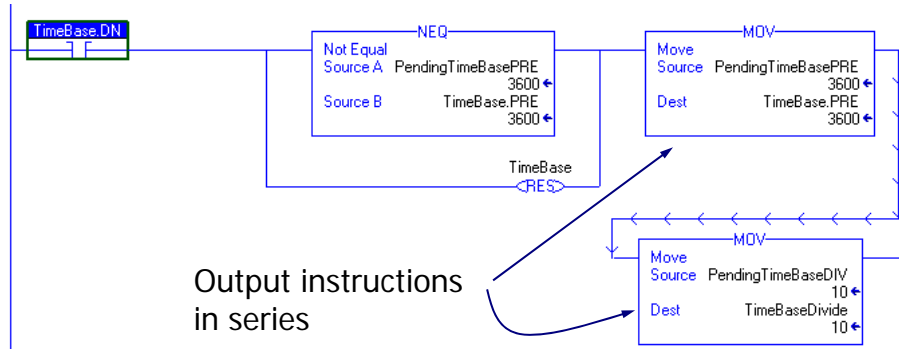 TimeBase.DN
NEQ
Not Equal
Source A PendingTimeBasePRE
3600
Source B TimeBase.PRE
3600
MOV
Move
Source PendingTimeBasePRE
3600
Dest TimeBase.PRE
3600
TimeBase
RES
MOV
Move
Source PendingTimeBaseDIV
10
Dest TimeBaseDivide
10
Output instructions
in series